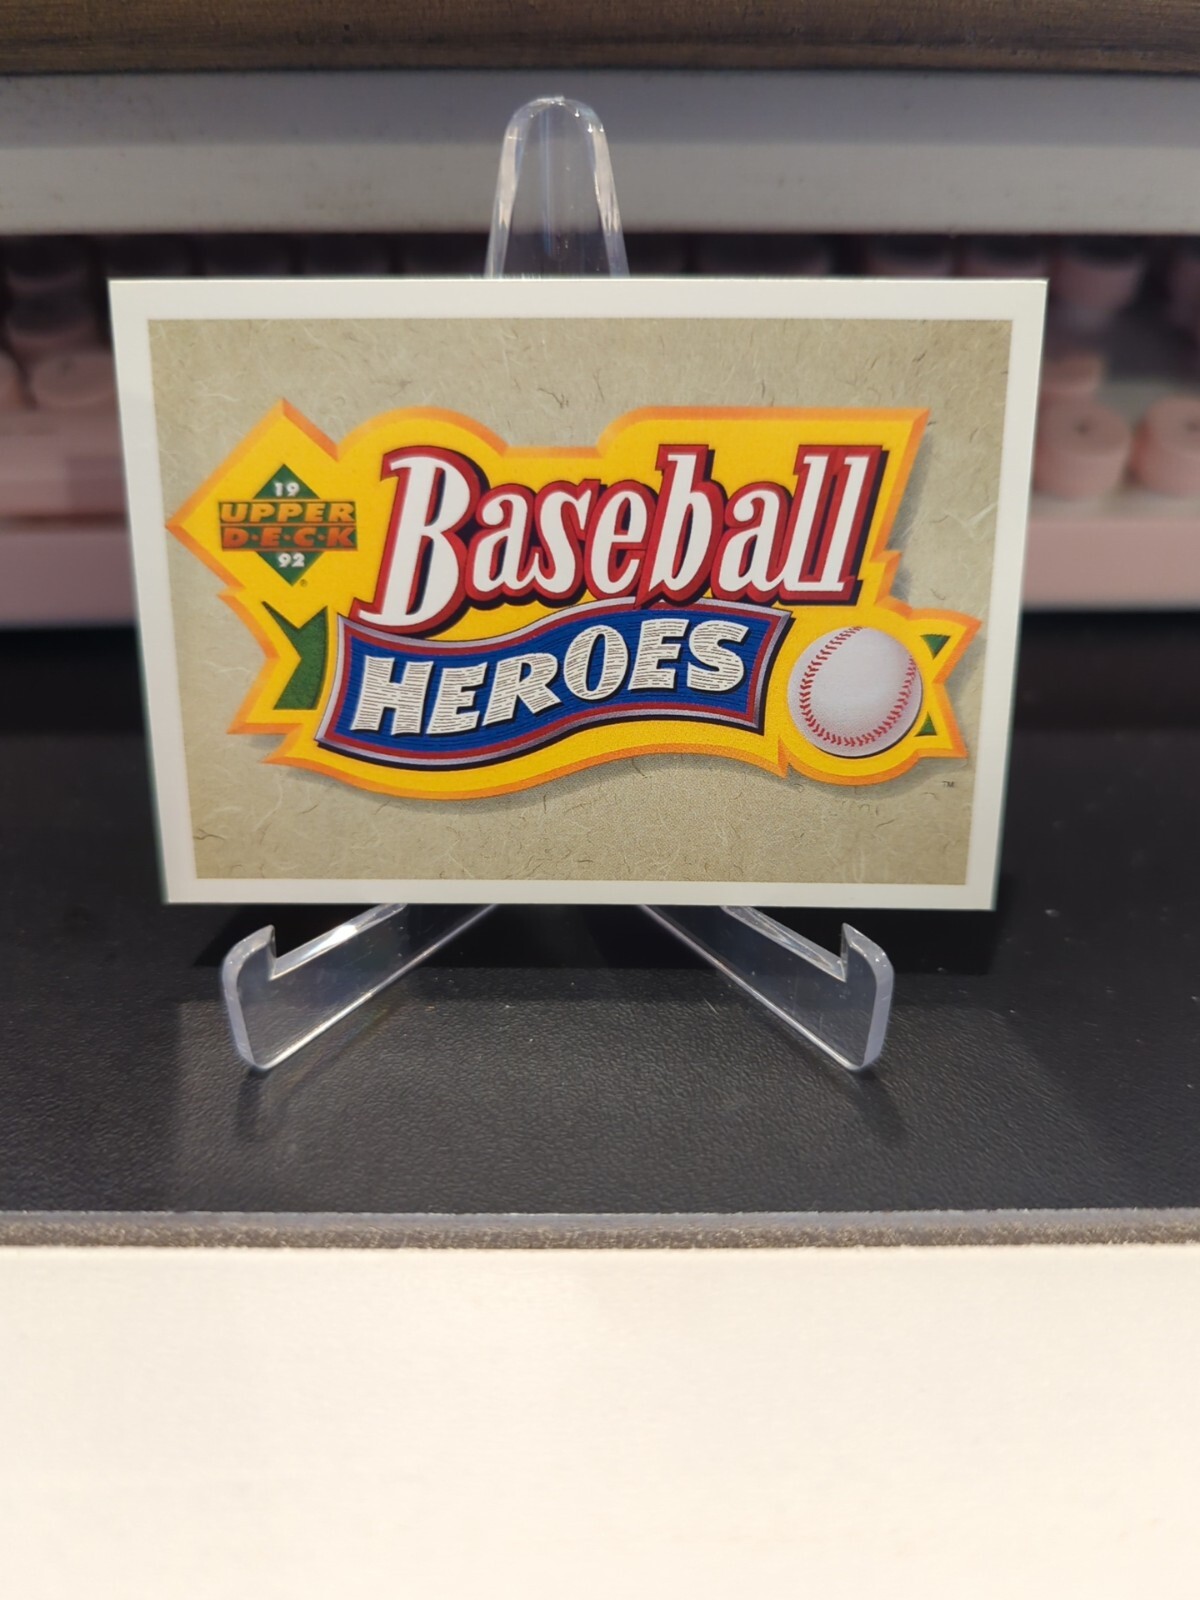 19
UPPER
D·E·C·K
92
®
Baseball
HEROES
TM